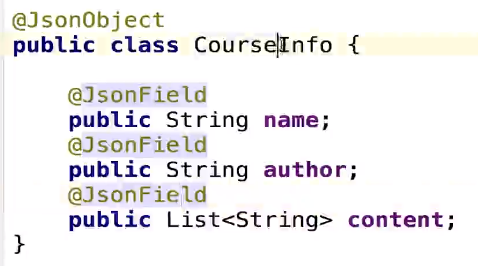 @JsonObject
public class CourseInfo {
@JsonField
public String name;
@JsonField
public String author;
@JsonField
public List<String> content;
}